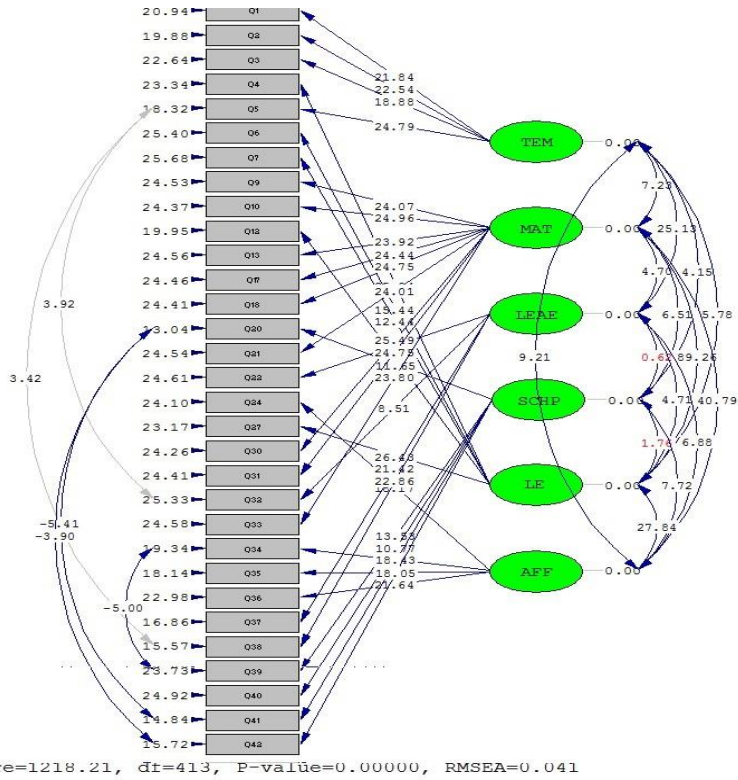 20.94 Q1
19.88 Q2
22.64 Q3
23.34 Q4
18.32 Q5
25.40 Q6
25.68 Q7
24.53 Q9
24.37 Q10
19.95 Q12
24.56 Q13
24.46 Q17
24.41 Q18
13.04 Q20
24.54 Q21
24.61 Q22
24.10 Q24
23.17 Q27
24.26 Q30
24.41 Q31
25.33 Q32
24.58 Q33
19.34 Q34
18.14 Q35
22.98 Q36
16.86 Q37
15.57 Q38
23.73 Q39
24.92 Q40
14.84 Q41
15.72 Q42
3.92
3.42
-5.41
-3.90
-5.00
21.84
22.54
18.88
24.79
24.07
24.96
23.92
24.44
24.75
24.01
15.44
12.44
25.49
24.75
11.65
23.80
8.51
26.43
21.42
22.86
13.53
10.77
18.43
18.05
21.64
TEM 0.00
MAT 0.00
LEAE 0.00
SCHP 0.00
LE 0.00
AFF 0.00
9.21
7.23
25.13
4.70
4.15
6.51
5.78
0.62
89.26
4.71
40.79
1.76
6.88
7.72
27.84
re=1218.21, df=413, P-value=0.00000, RMSEA=0.041